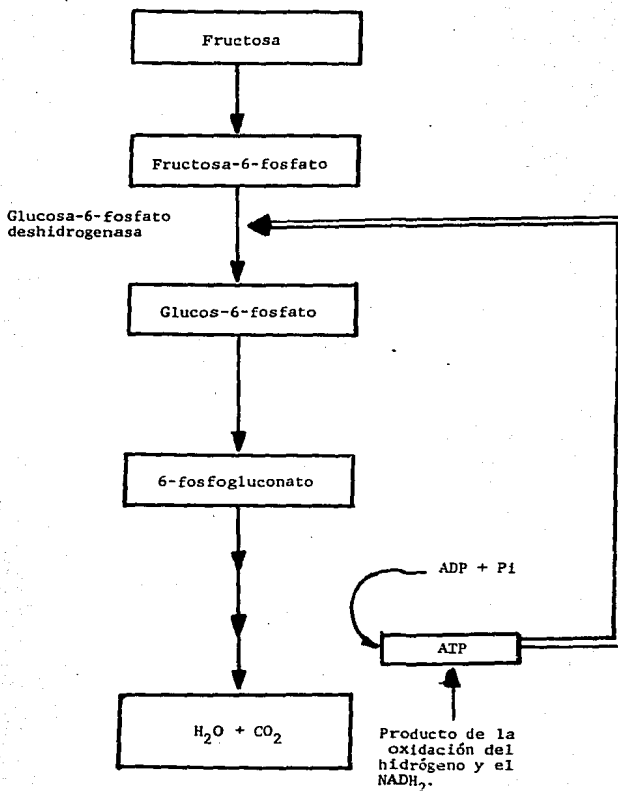 Fructosa
Fructosa-6-fosfato
Glucosa-6-fosfato
deshidrogenasa
Glucos-6-fosfato
6-fosfogluconato
ADP + Pi
ATP
H₂O + CO₂
Producto de la
oxidación del
hidrógeno y el
NADH₂.